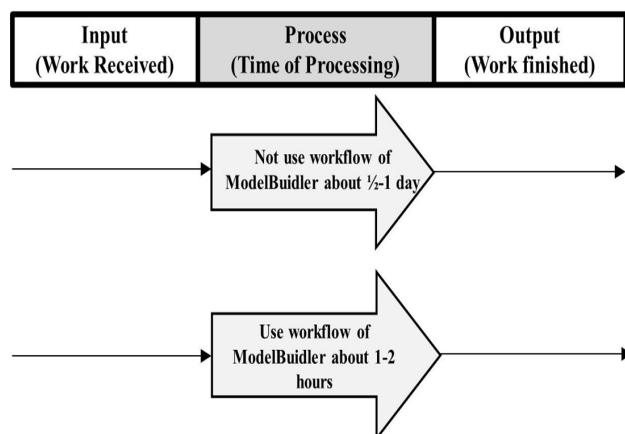 Input
(Work Received)
Process
(Time of Processing)
Output
(Work finished)
Not use workflow of
ModelBuidler about ½-1 day
Use workflow of
ModelBuidler about 1-2
hours